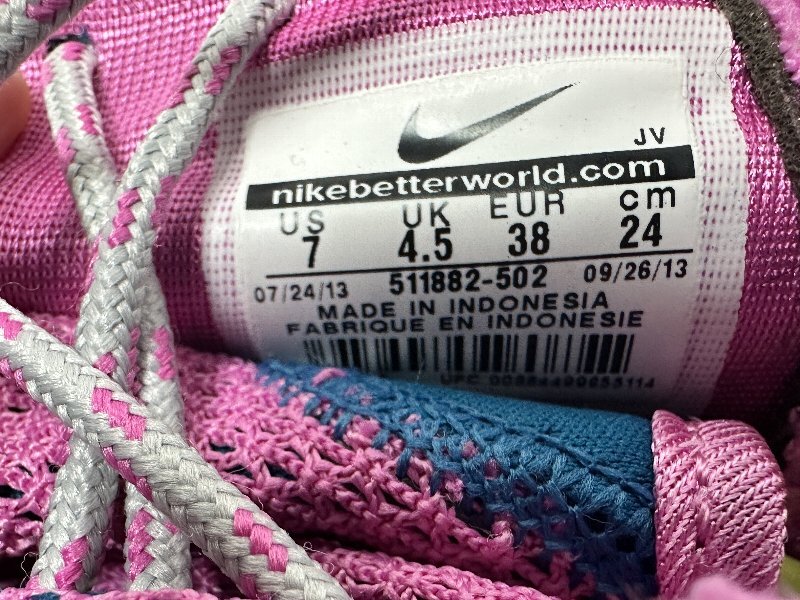 JV
nikebetterworld.com
US UK EUR cm
7 4.5 38 24
07/24/13 511882-502 09/26/13
MADE IN INDONESIA
FABRIQUE EN INDONESIE